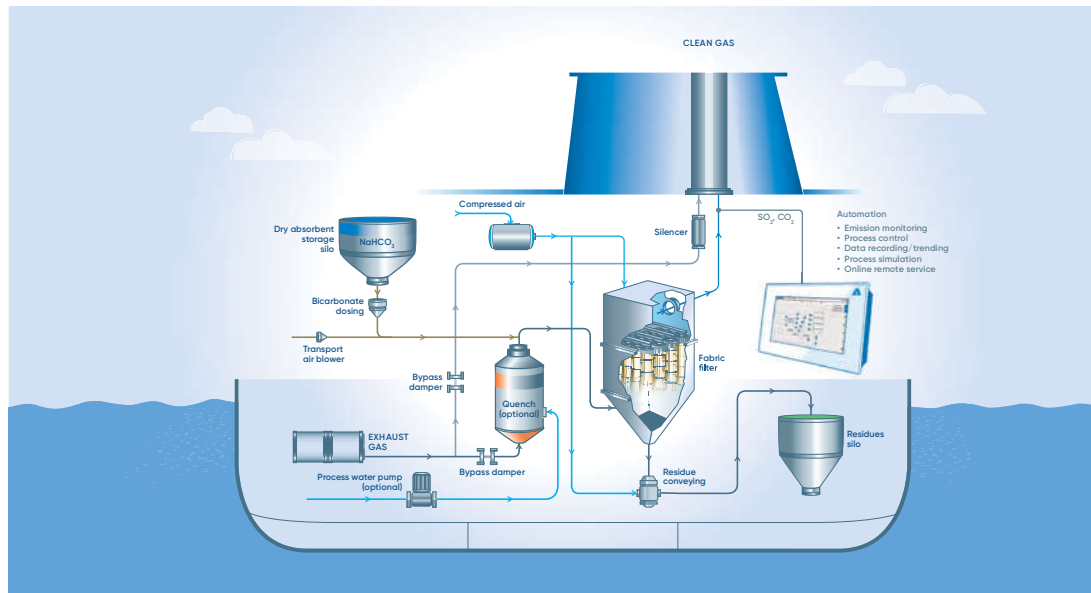 CLEAN GAS
Compressed air
Dry absorbent
storage
silo
NaHCO₃
Silencer
SO₂, CO₂
Automation
• Emission monitoring
• Process control
• Data recording/trending
• Process simulation
• Online remote service
Bicarbonate
dosing
Transport
air blower
Bypass
damper
Fabric
filter
Quench
(optional)
EXHAUST
GAS
Bypass damper
Process water pump
(optional)
Residue
conveying
Residues
silo